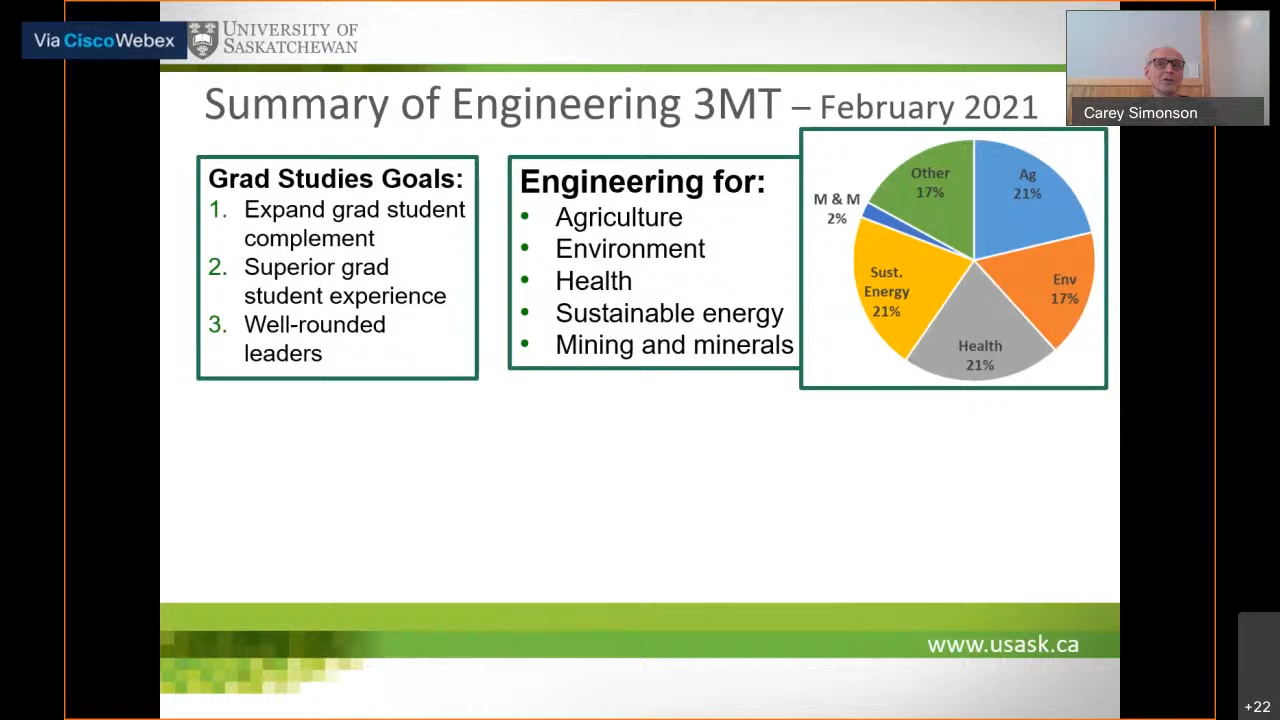 Via CiscoWebex
UNIVERSITY OF
SASKATCHEWAN
Summary of Engineering 3MT – February 2021
Carey Simonson
Grad Studies Goals:
1. Expand grad student
complement
2. Superior grad
student experience
3. Well-rounded
leaders
Engineering for:
• Agriculture
• Environment
• Health
• Sustainable energy
• Mining and minerals
Other
17%
Ag
21%
M & M
2%
Sust.
Energy
21%
Env
17%
Health
21%
www.usask.ca
+22